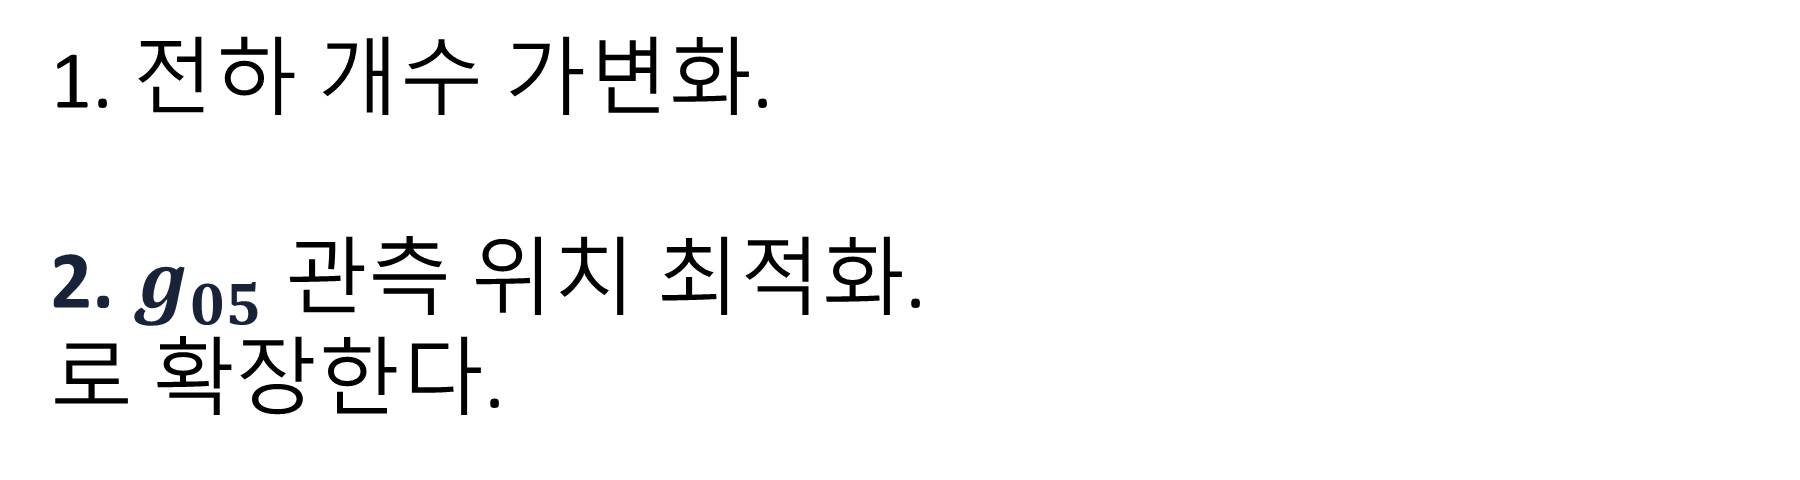 1. 전하 개수 가변화.
2. g₀₅ 관측 위치 최적화.
로 확장한다.